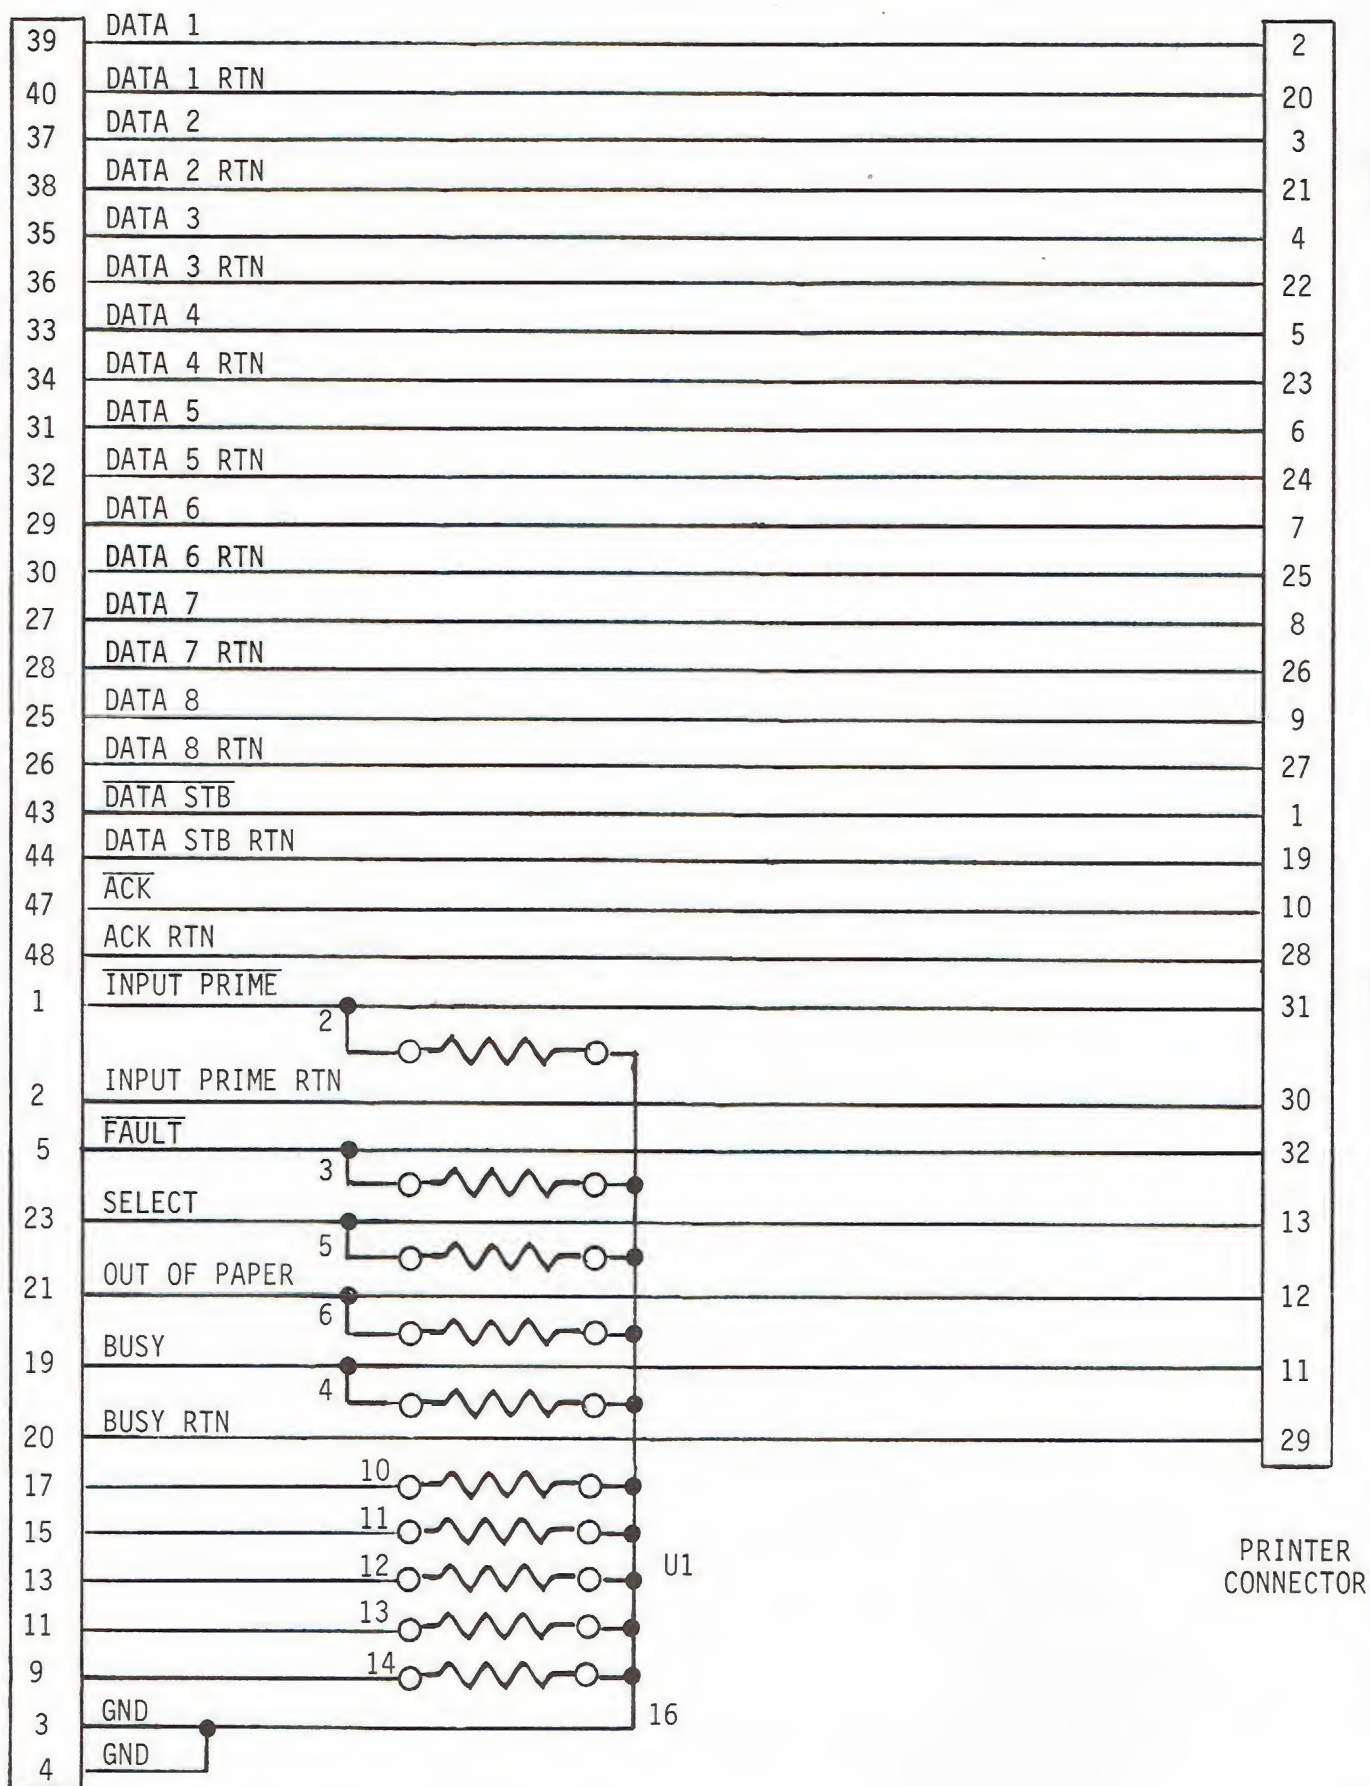 39 DATA 1 2
40 DATA 1 RTN 20
37 DATA 2 3
38 DATA 2 RTN 21
35 DATA 3 4
36 DATA 3 RTN 22
33 DATA 4 5
34 DATA 4 RTN 23
31 DATA 5 6
32 DATA 5 RTN 24
29 DATA 6 7
30 DATA 6 RTN 25
27 DATA 7 8
28 DATA 7 RTN 26
25 DATA 8 9
26 DATA 8 RTN 27
43 DATA STB 1
44 DATA STB RTN 19
47 ACK 10
48 ACK RTN 28
1 INPUT PRIME 31
2
2 INPUT PRIME RTN 30
5 FAULT 32
3
23 SELECT 13
5
21 OUT OF PAPER 12
6
19 BUSY 11
4
20 BUSY RTN 29
17 10
15 11
13 12 U1
11 13
9 14
3 GND 16
4 GND
PRINTER
CONNECTOR